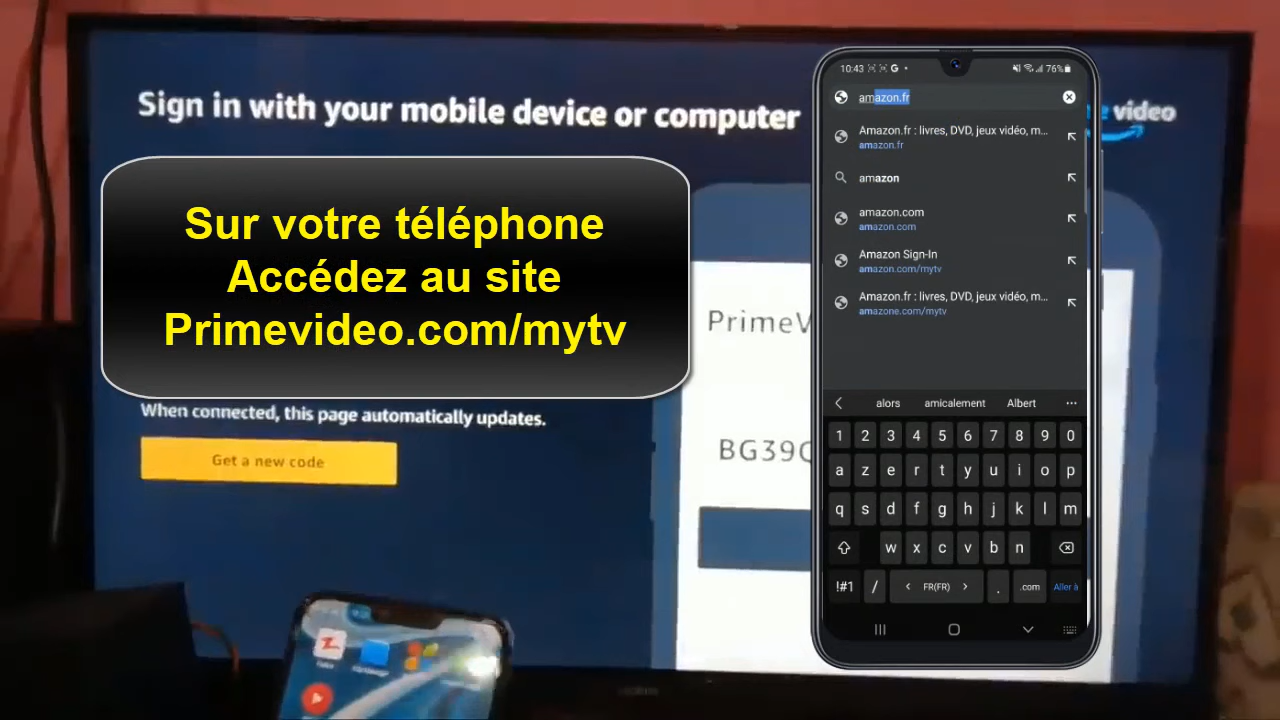 Sign in with your mobile device or computer
video
Sur votre téléphone
Accédez au site
Primevideo.com/mytv
PrimeV
When connected, this page automatically updates.
BG39
Get a new code
10:43
G
76%
amazon.fr
Amazon.fr : livres, DVD, jeux vidéo, m...
amazon.fr
amazon
amazon.com
amazon.com
Amazon Sign-In
amazon.com/mytv
Amazon.fr : livres, DVD, jeux vidéo, m...
amazone.com/mytv
alors amicalement Albert ...
1 2 3 4 5 6 7 8 9 0
a z e r t y u i o p
q s d f g h j k l m
w x c v b n
!#1 / < FR(FR) > . .com Aller à